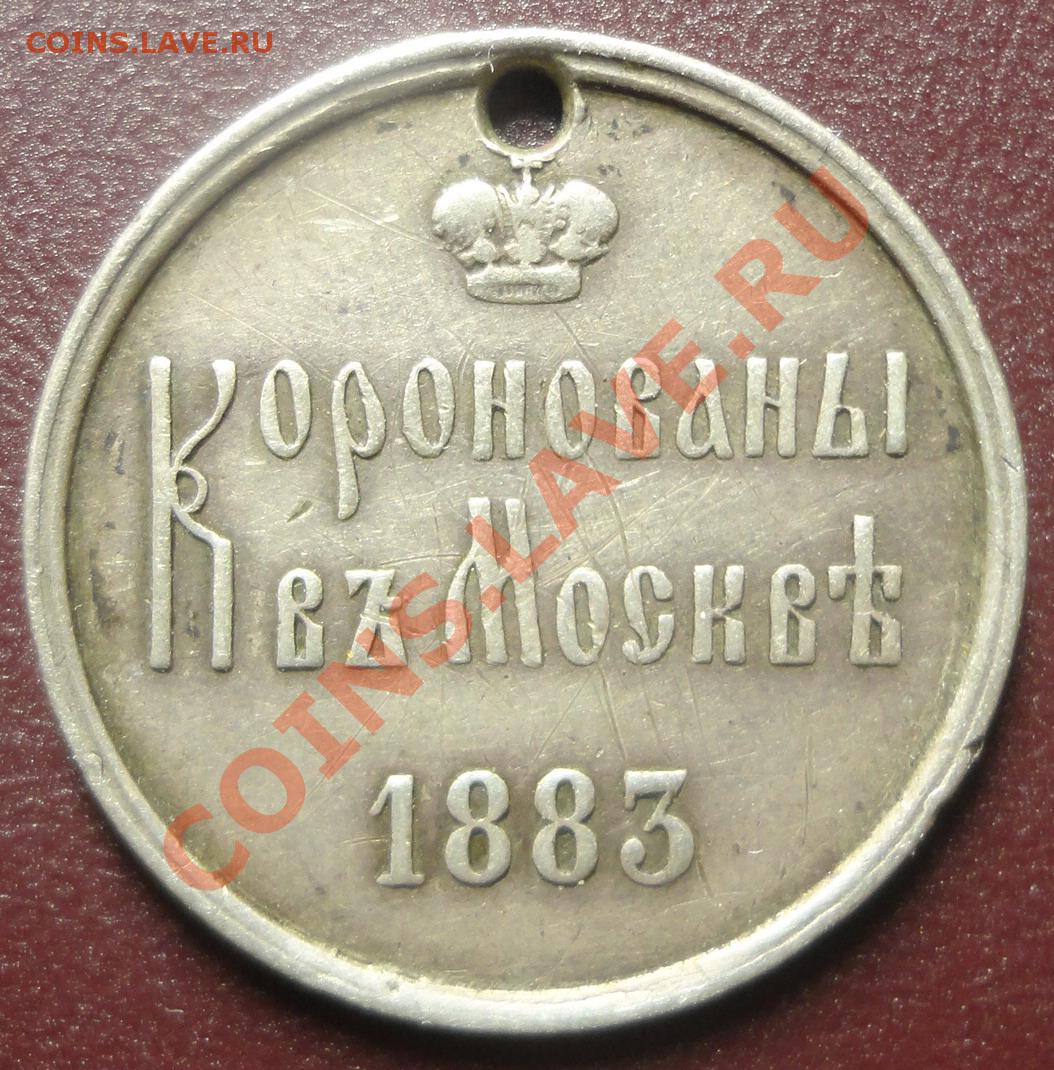 COINS.LAVE.RU
Коронованы
въ Москвѣ
1883
COINS.LAVE.RU